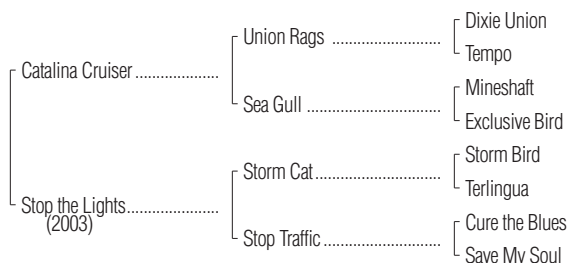 Dixie Union
Union Rags ..............................
Tempo
Catalina Cruiser .......................
Mineshaft
Sea Gull .....................................
Exclusive Bird
Storm Bird
Storm Cat ...................................
Terlingua
Stop the Lights .........................
(2003)
Cure the Blues
Stop Traffic .................................
Save My Soul